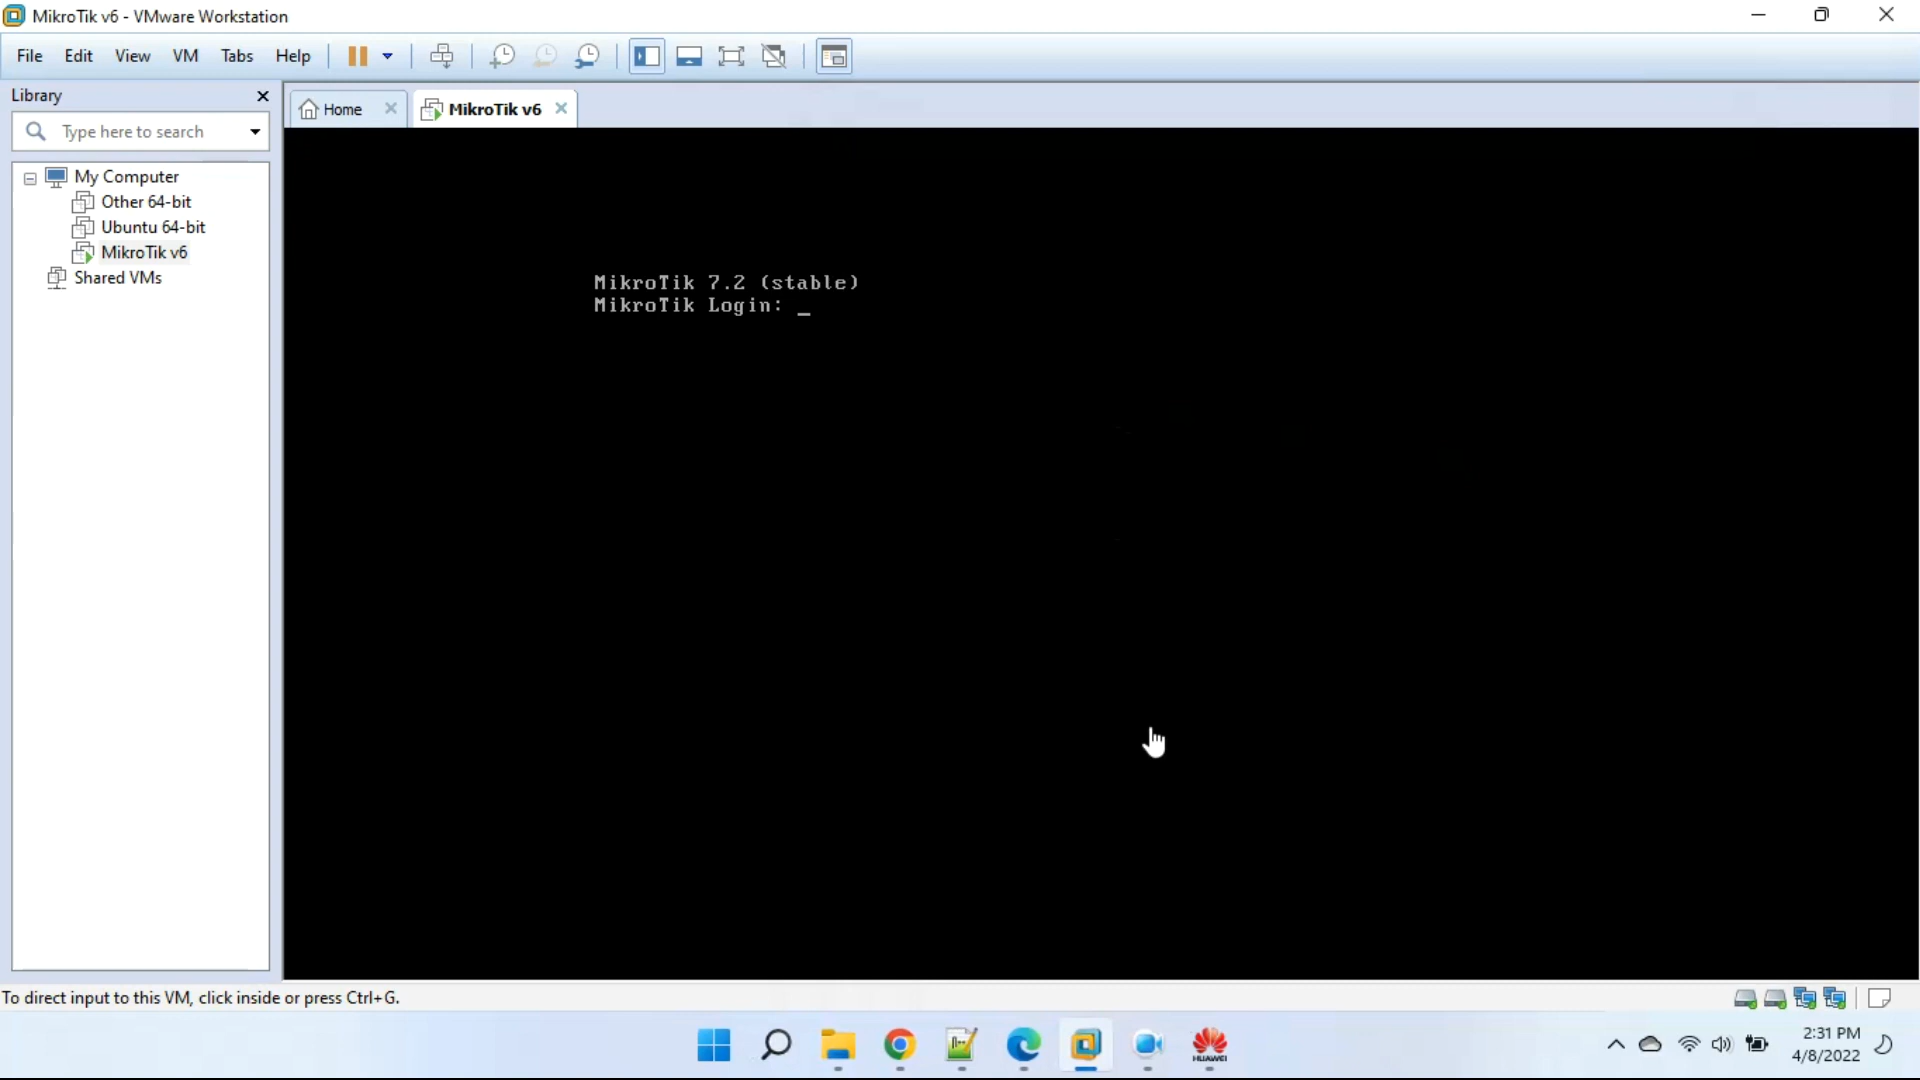 MikroTik v6 - VMware Workstation
File Edit View VM Tabs Help
Library
Home
MikroTik v6
Type here to search
My Computer
Other 64-bit
Ubuntu 64-bit
MikroTik v6
Shared VMs
MikroTik 7.2 (stable)
MikroTik Login: _
To direct input to this VM, click inside or press Ctrl+G.
HUAWEI
2:31 PM
4/8/2022